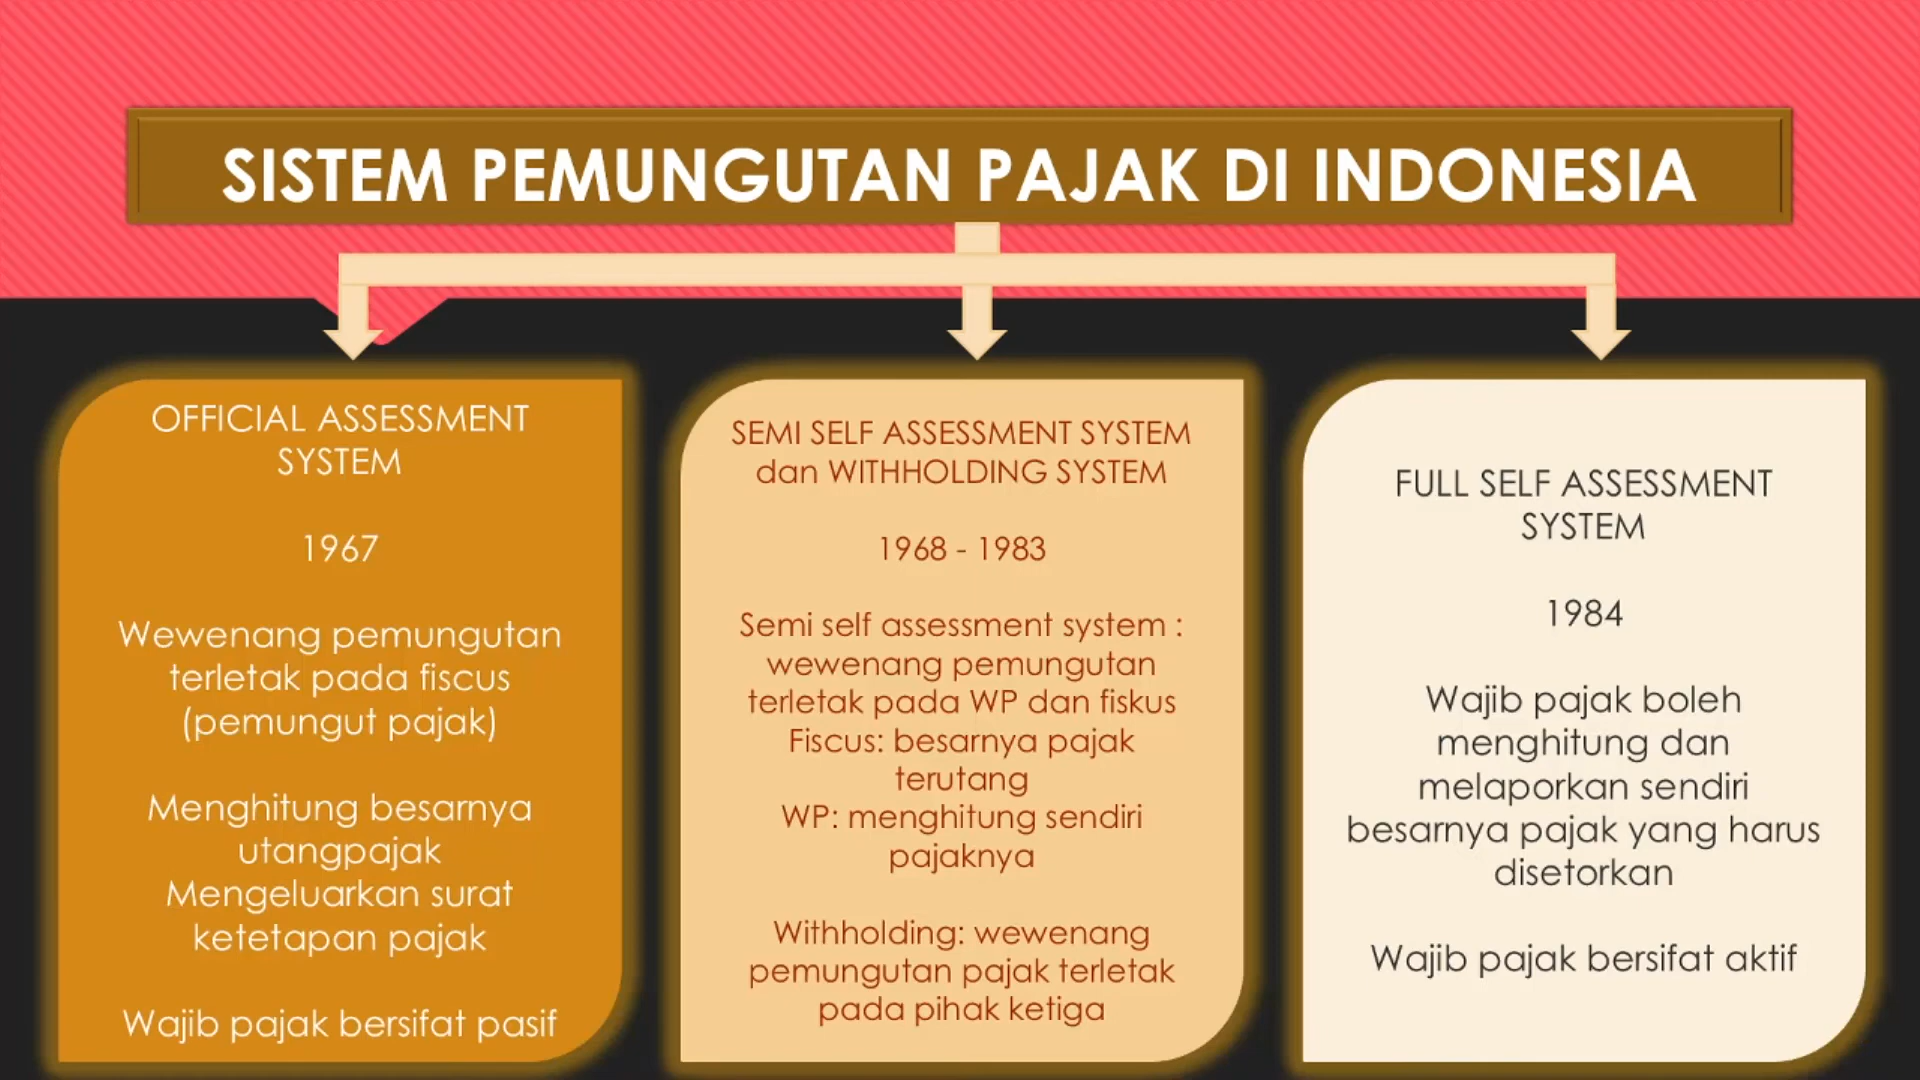 SISTEM PEMUNGUTAN PAJAK DI INDONESIA
OFFICIAL ASSESSMENT
SYSTEM
1967
Wewenang pemungutan
terletak pada fiscus
(pemungut pajak)
Menghitung besarnya
utangpajak
Mengeluarkan surat
ketetapan pajak
Wajib pajak bersifat pasif
SEMI SELF ASSESSMENT SYSTEM
dan WITHHOLDING SYSTEM
1968 - 1983
Semi self assessment system :
wewenang pemungutan
terletak pada WP dan fiskus
Fiscus: besarnya pajak
terutang
WP: menghitung sendiri
pajaknya
Withholding: wewenang
pemungutan pajak terletak
pada pihak ketiga
FULL SELF ASSESSMENT
SYSTEM
1984
Wajib pajak boleh
menghitung dan
melaporkan sendiri
besarnya pajak yang harus
disetorkan
Wajib pajak bersifat aktif